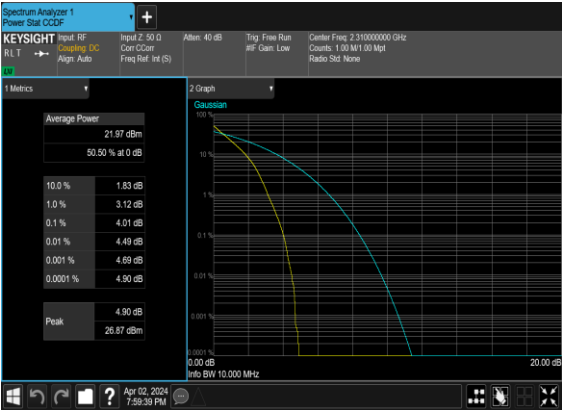 Spectrum Analyzer 1
Power Stat CCDF
+
KEYSIGHT
RLT
Input: RF
Coupling: DC
Align: Auto
Input Z: 50 Ω
Corr CCorr
Freq Ref: Int (S)
Atten: 40 dB
Trig: Free Run
#IF Gain: Low
Center Freq: 2.310000000 GHz
Counts: 1.00 M/1.00 Mpt
Radio Std: None
1 Metrics
Average Power
21.97 dBm
50.50 % at 0 dB
10.0 % 1.83 dB
1.0 % 3.12 dB
0.1 % 4.01 dB
0.01 % 4.49 dB
0.001 % 4.69 dB
0.0001 % 4.90 dB
Peak
4.90 dB
26.87 dBm
2 Graph
Gaussian
100 %
10 %
1 %
0.1 %
0.01 %
0.001 %
0.0001 %
0.00 dB
20.00 dB
Info BW 10.000 MHz
?
Apr 02, 2024
7:59:39 PM